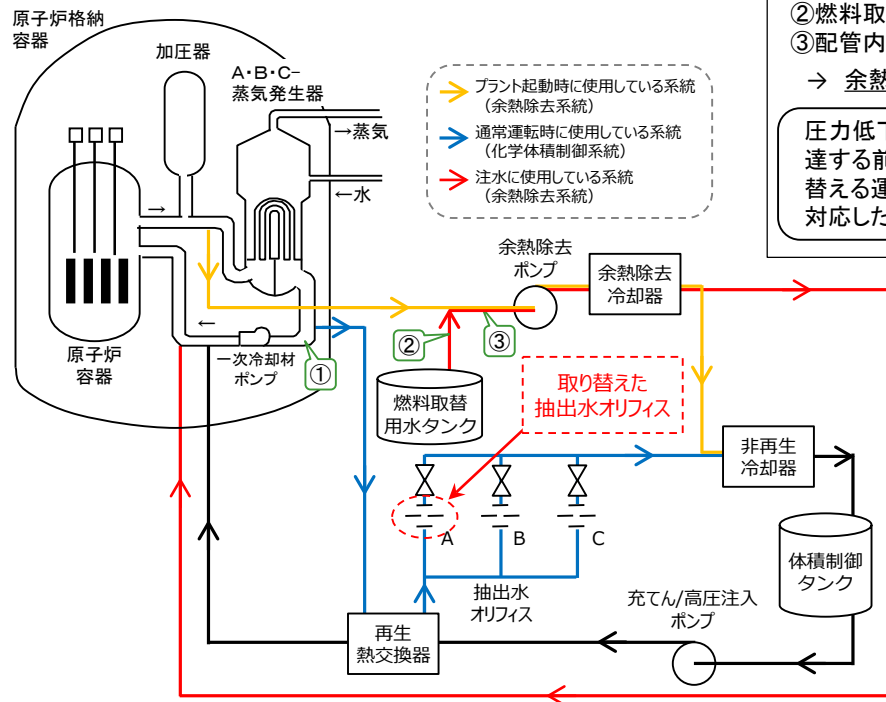 原子炉格納
容器
加圧器
A・B・C-
蒸気発生器
→蒸気
←水
→
←
原子炉
容器
一次冷却材
ポンプ
①
プラント起動時に使用している系統
(余熱除去系統)
通常運転時に使用している系統
(化学体積制御系統)
注水に使用している系統
(余熱除去系統)
②燃料取
③配管内
→ 余熱
圧力低下
達する前
替える運
対応した
余熱除去
ポンプ
余熱除去
冷却器
②
③
燃料取替
用水タンク
取り替えた
抽出水オリフィス
非再生
冷却器
A
B
C
抽出水
オリフィス
体積制御
タンク
充てん/高圧注入
ポンプ
再生
熱交換器